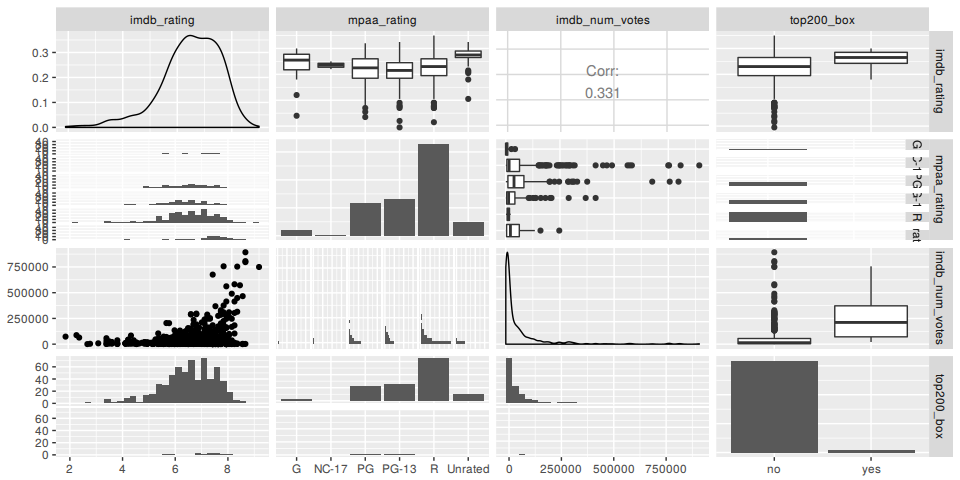 imdb_rating mpaa_rating imdb_num_votes top200_box
0.3
0.2
0.1
0.0
Corr:
0.331
imdb_rating
mpaa_rating
750000
500000
250000
0
imdb_num_votes
60
40
20
0
60
40
20
0
top200_box
2 4 6 8 G NC-17 PG PG-13 R Unrated 0 250000 500000 750000 no yes